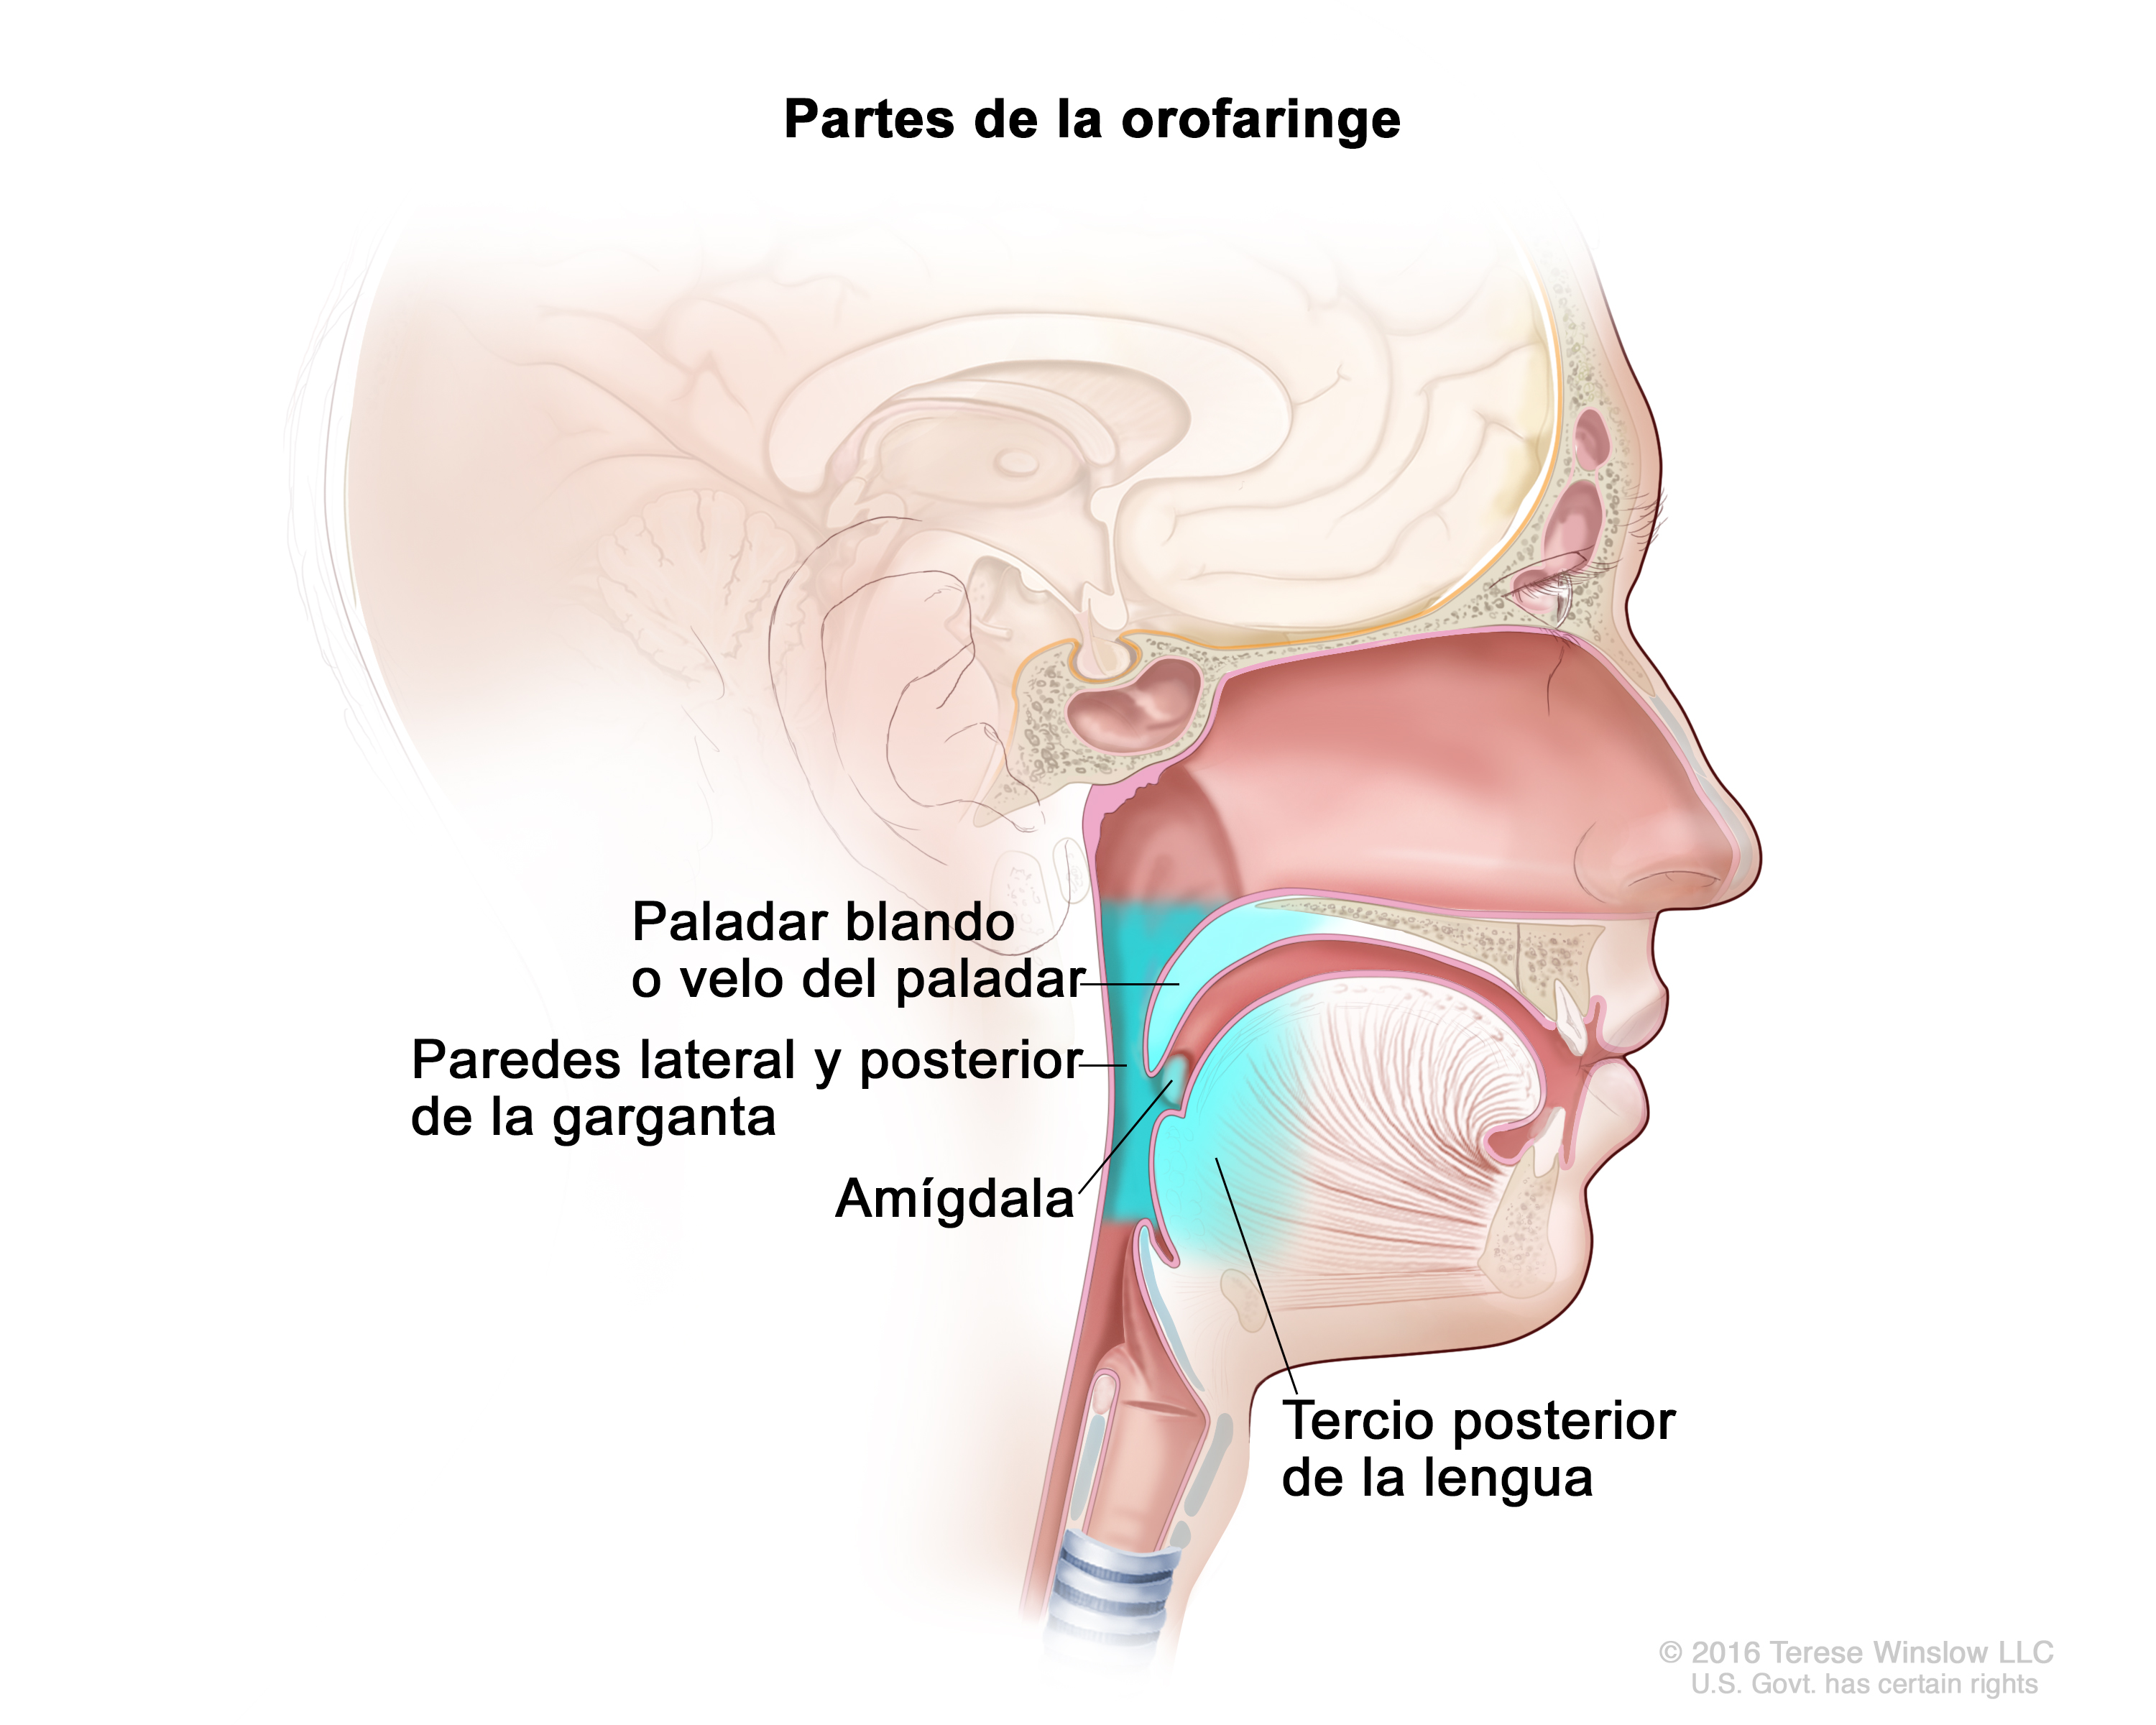 Partes de la orofaringe
Paladar blando
o velo del paladar
Paredes lateral y posterior
de la garganta
Amígdala
Tercio posterior
de la lengua
© 2016 Terese Winslow LLC
U.S. Govt. has certain rights